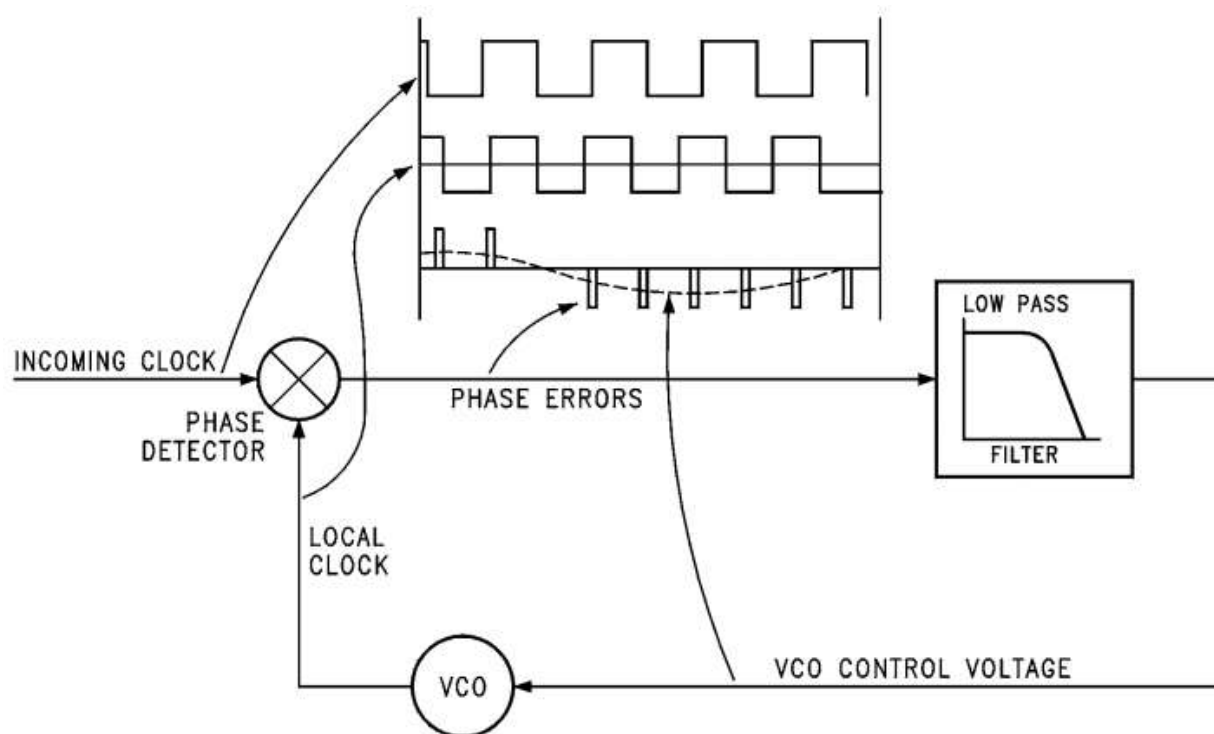 LOW PASS
FILTER
INCOMING CLOCK
PHASE
DETECTOR
PHASE ERRORS
LOCAL
CLOCK
VCO
VCO CONTROL VOLTAGE